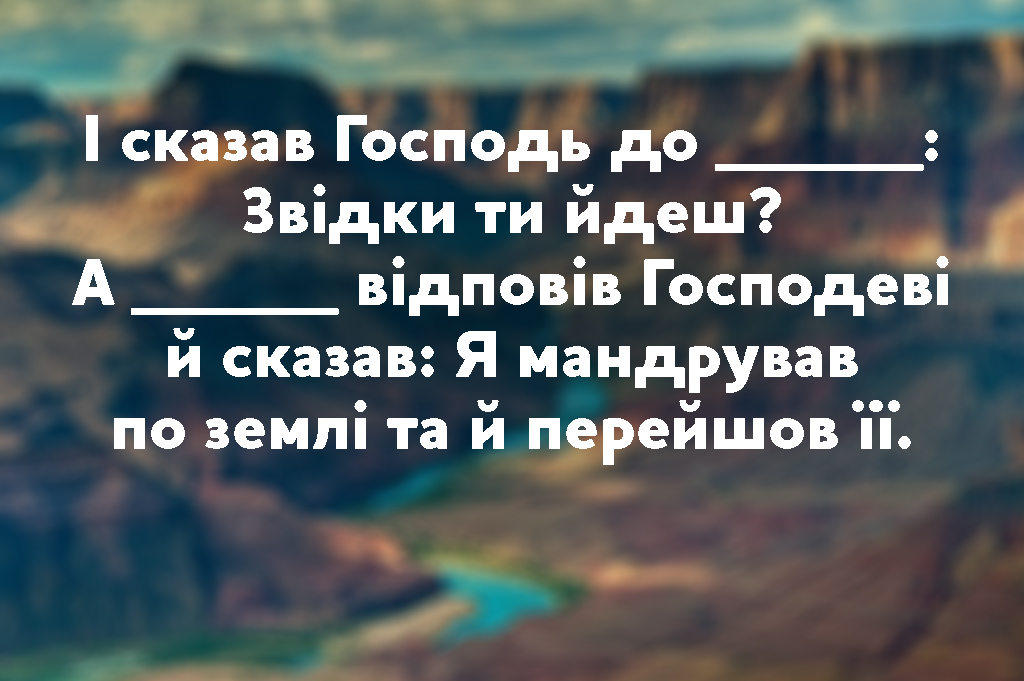 І сказав Господь до ______:
Звідки ти йдеш?
А ______ відповів Господеві
й сказав: Я мандрував
по землі та й перейшов її.